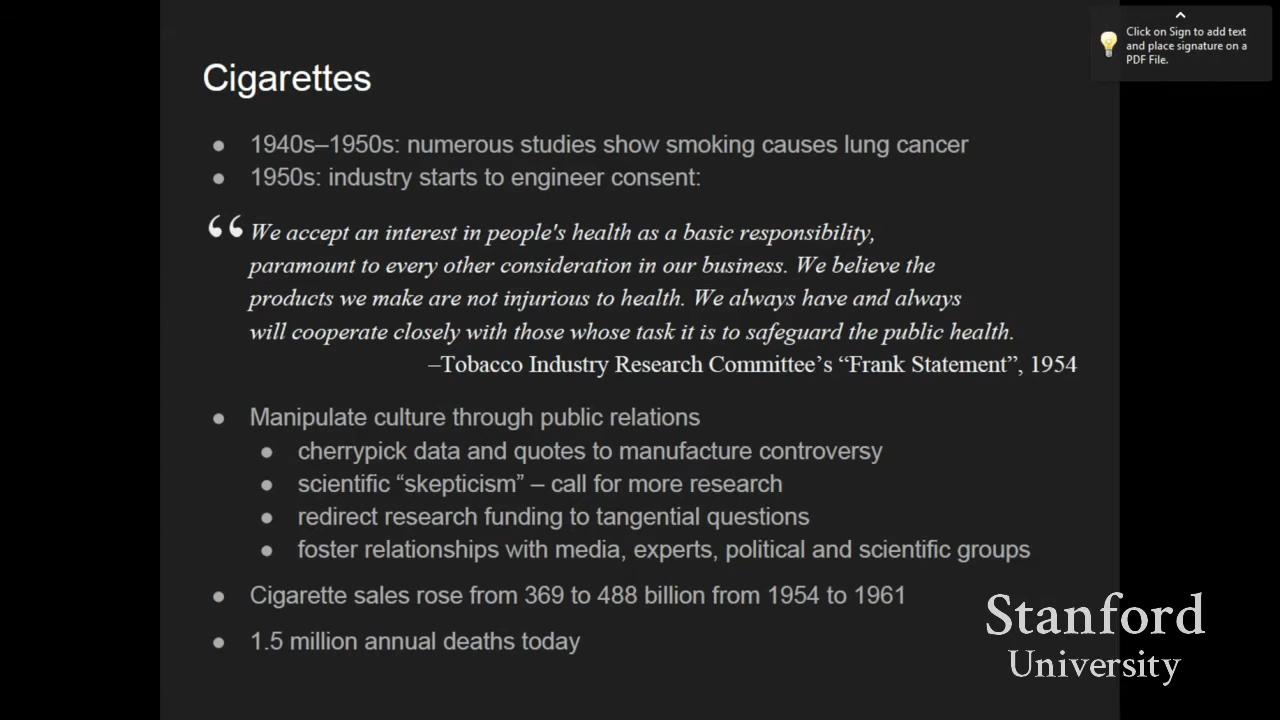 Click on Sign to add text
and place signature on a
PDF File.
Cigarettes
● 1940s–1950s: numerous studies show smoking causes lung cancer
● 1950s: industry starts to engineer consent:
“ We accept an interest in people's health as a basic responsibility,
paramount to every other consideration in our business. We believe the
products we make are not injurious to health. We always have and always
will cooperate closely with those whose task it is to safeguard the public health.
–Tobacco Industry Research Committee’s “Frank Statement”, 1954
● Manipulate culture through public relations
● cherrypick data and quotes to manufacture controversy
● scientific “skepticism” – call for more research
● redirect research funding to tangential questions
● foster relationships with media, experts, political and scientific groups
● Cigarette sales rose from 369 to 488 billion from 1954 to 1961
● 1.5 million annual deaths today
Stanford
University